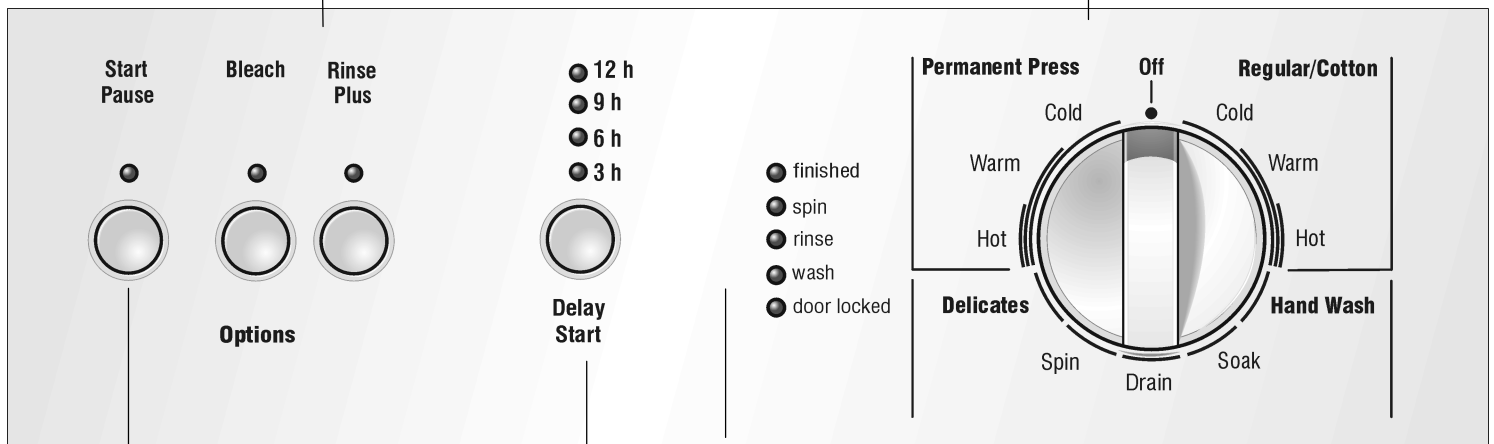 Start
Pause
Bleach
Rinse
Plus
Options
12 h
9 h
6 h
3 h
Delay
Start
finished
spin
rinse
wash
door locked
Permanent Press
Off
Regular/Cotton
Cold
Cold
Warm
Warm
Hot
Hot
Delicates
Hand Wash
Spin
Drain
Soak